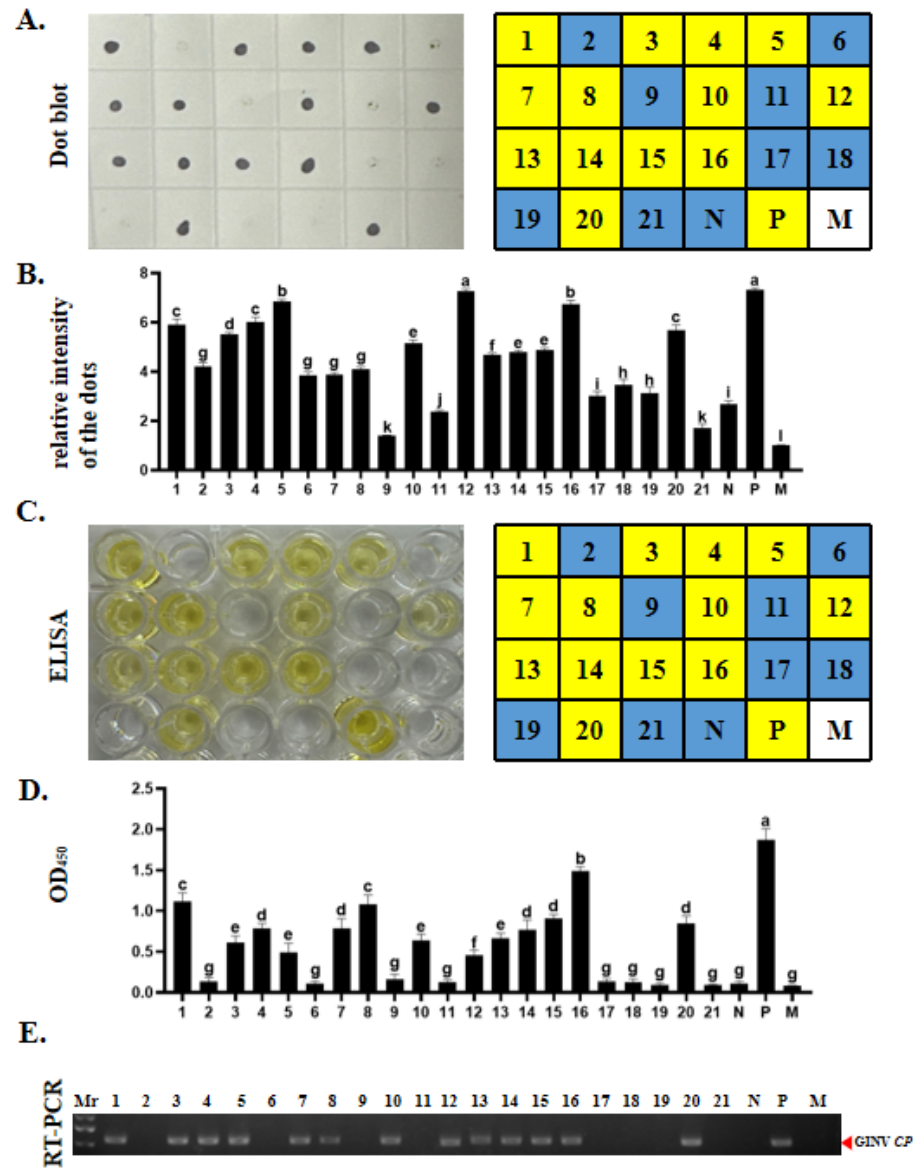 A.
Dot blot
1 2 3 4 5 6
7 8 9 10 11 12
13 14 15 16 17 18
19 20 21 N P M
B.
relative intensity
of the dots
8
6
4
2
0
c g d c b g g g k e j a f e e b i h h c k i a l
1 2 3 4 5 6 7 8 9 10 11 12 13 14 15 16 17 18 19 20 21 N P M
C.
ELISA
1 2 3 4 5 6
7 8 9 10 11 12
13 14 15 16 17 18
19 20 21 N P M
D.
OD₄₅₀
2.5
2.0
1.5
1.0
0.5
0.0
c g e d e g d c g e g f e d d b g g g d g g a g
1 2 3 4 5 6 7 8 9 10 11 12 13 14 15 16 17 18 19 20 21 N P M
E.
RT-PCR
Mr 1 2 3 4 5 6 7 8 9 10 11 12 13 14 15 16 17 18 19 20 21 N P M
GINV CP